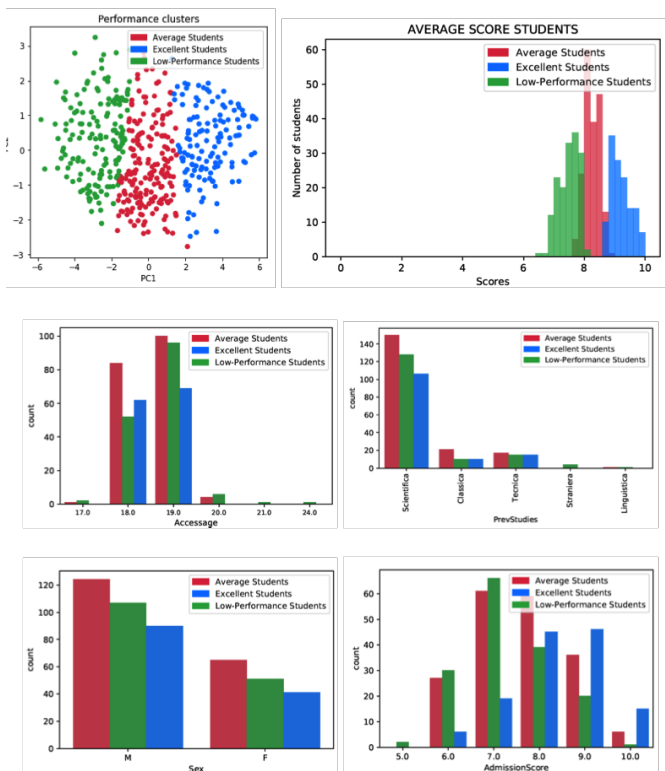 Performance clusters
Average Students
Excellent Students
Low-Performance Students
3
2
1
0
−1
−2
−3
−6
−4
−2
0
2
4
6
PC1
AVERAGE SCORE STUDENTS
Average Students
Excellent Students
Low-Performance Students
Number of students
60
50
40
30
20
10
0
0
2
4
6
8
10
Scores
Average Students
Excellent Students
Low-Performance Students
count
100
80
60
40
20
0
17.0
18.0
19.0
20.0
21.0
24.0
Accessage
Average Students
Excellent Students
Low-Performance Students
count
140
120
100
80
60
40
20
0
Scientifica
Classica
Tecnica
Straniera
Linguistica
PrevStudies
Average Students
Excellent Students
Low-Performance Students
count
120
100
80
60
40
20
0
M
F
Sex
Average Students
Excellent Students
Low-Performance Students
count
60
50
40
30
20
10
0
5.0
6.0
7.0
8.0
9.0
10.0
AdmissionScore